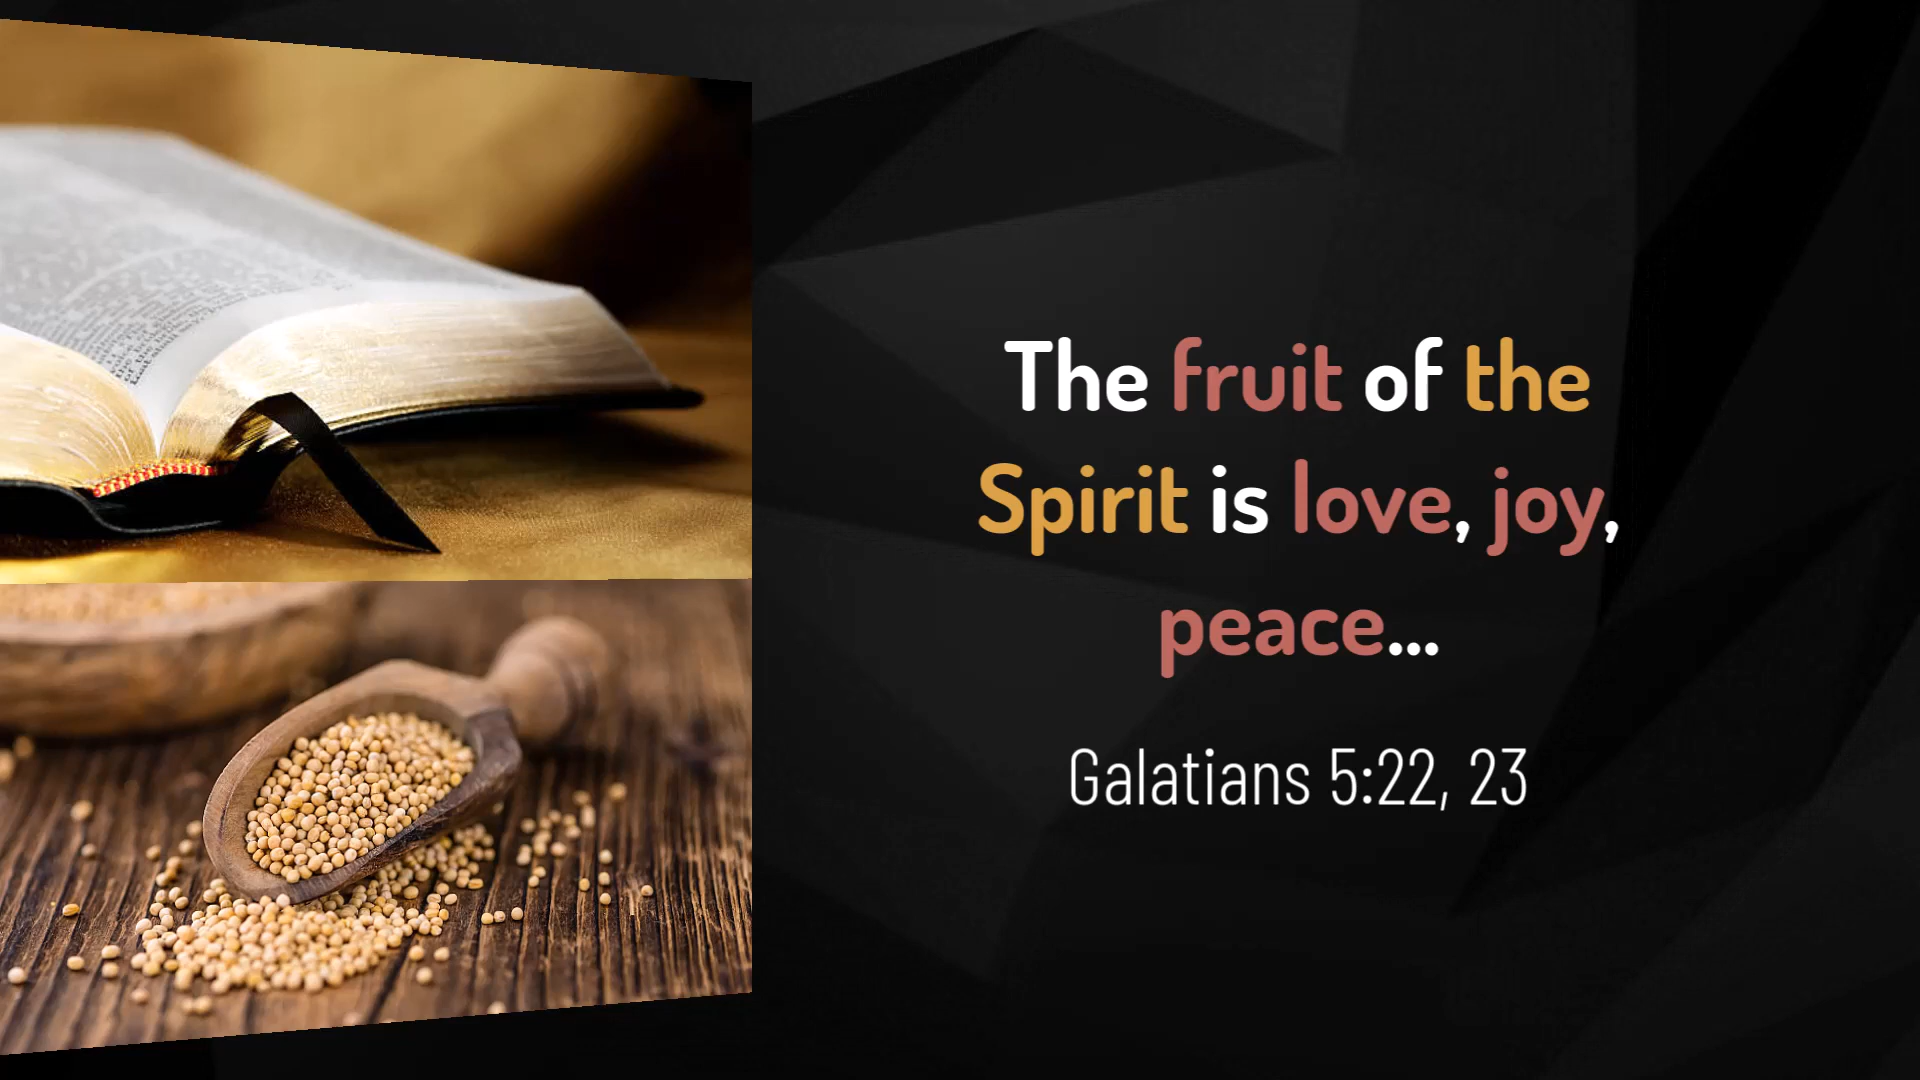 The fruit of the
Spirit is love, joy,
peace...
Galatians 5:22, 23